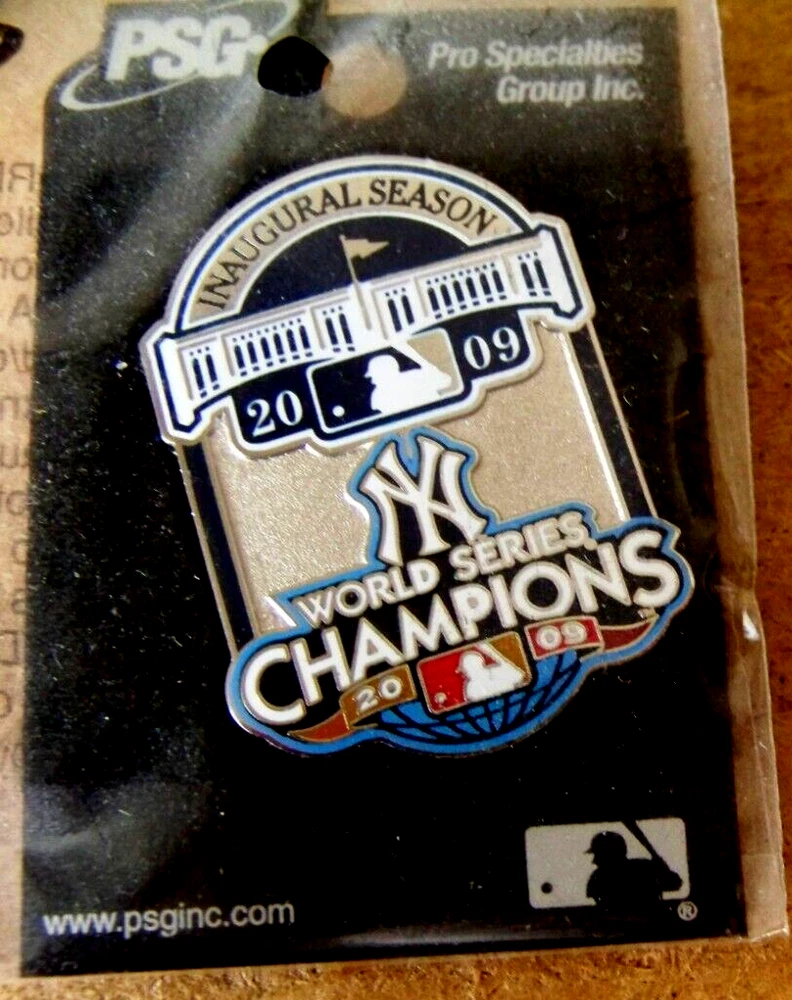 PSG
Pro Specialties
Group Inc.
INAUGURAL SEASON
20 09
NY
WORLD SERIES
CHAMPIONS
20 09
www.psginc.com
®